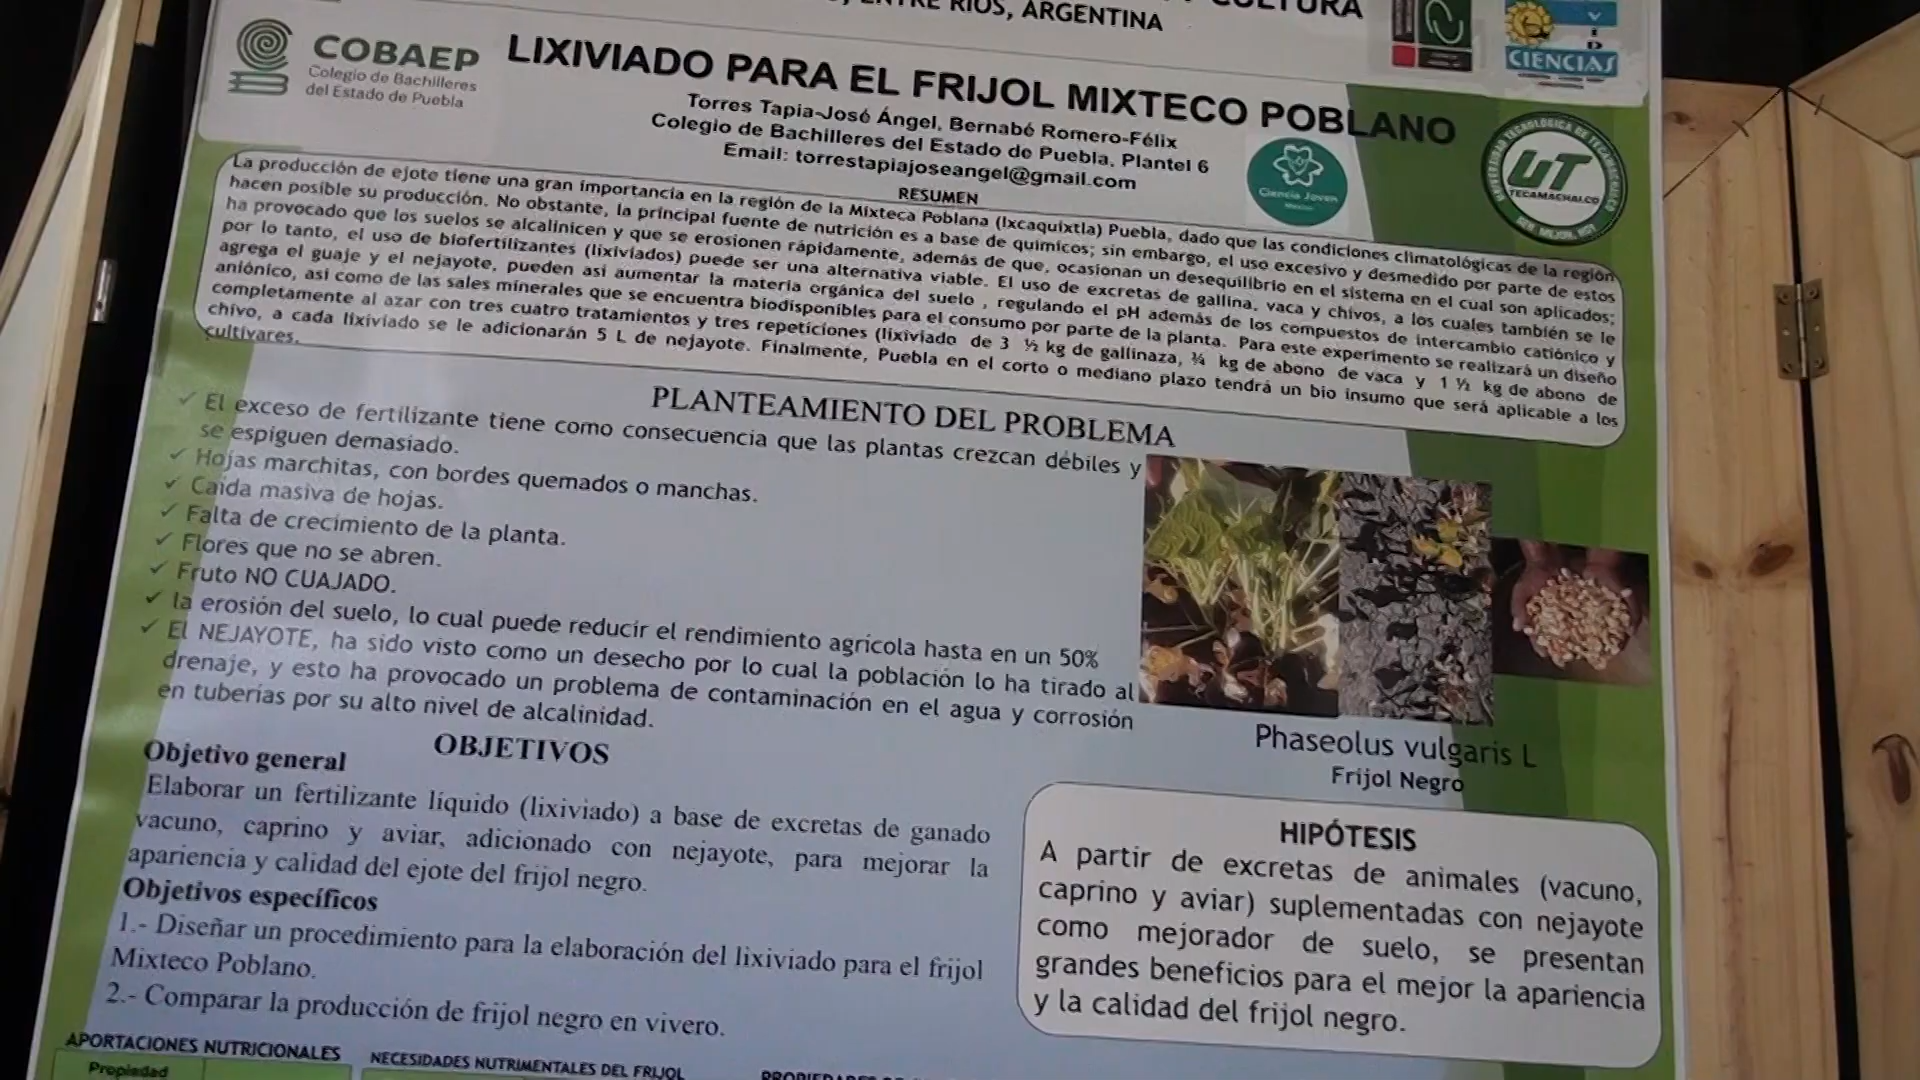 CULTURA
ENTRE RÍOS, ARGENTINA
COBAEP
Colegio de Bachilleres
del Estado de Puebla
CIENCIAS
LIXIVIADO PARA EL FRIJOL MIXTECO POBLANO
Torres Tapia-José Ángel, Bernabé Romero-Félix
Colegio de Bachilleres del Estado de Puebla, Plantel 6
Email: torrestapiajoseangel@gmail.com
Ciencia Joven
UT
TECAMACHALCO
RESUMEN
La producción de ejote tiene una gran importancia en la región de la Mixteca Poblana (Ixcaquixtla) Puebla, dado que las condiciones climatológicas de la región
hacen posible su producción. No obstante, la principal fuente de nutrición es a base de químicos; sin embargo, el uso excesivo y desmedido por parte de estos
ha provocado que los suelos se alcalinicen y que se erosionen rápidamente, además de que, ocasionan un desequilibrio en el sistema en el cual son aplicados;
por lo tanto, el uso de biofertilizantes (lixiviados) puede ser una alternativa viable. El uso de excretas de gallina, vaca y chivos, a los cuales también se le
agrega el guaje y el nejayote, pueden así aumentar la materia orgánica del suelo , regulando el pH además de los compuestos de intercambio catiónico y
aniónico, así como de las sales minerales que se encuentra biodisponibles para el consumo por parte de la planta. Para este experimento se realizará un diseño
completamente al azar con tres cuatro tratamientos y tres repeticiones (lixiviado de 3 ½ kg de gallinaza, ¾ kg de abono de vaca y 1 ½ kg de abono de
chivo, a cada lixiviado se le adicionarán 5 L de nejayote. Finalmente, Puebla en el corto o mediano plazo tendrá un bio insumo que será aplicable a los
cultivares.
PLANTEAMIENTO DEL PROBLEMA
✓ El exceso de fertilizante tiene como consecuencia que las plantas crezcan débiles y
se espiguen demasiado.
✓ Hojas marchitas, con bordes quemados o manchas.
✓ Caída masiva de hojas.
✓ Falta de crecimiento de la planta.
✓ Flores que no se abren.
✓ Fruto NO CUAJADO.
✓ la erosión del suelo, lo cual puede reducir el rendimiento agrícola hasta en un 50%
✓ El NEJAYOTE, ha sido visto como un desecho por lo cual la población lo ha tirado al
drenaje, y esto ha provocado un problema de contaminación en el agua y corrosión
en tuberías por su alto nivel de alcalinidad.
Phaseolus vulgaris L
Frijol Negro
OBJETIVOS
Objetivo general
Elaborar un fertilizante líquido (lixiviado) a base de excretas de ganado
vacuno, caprino y aviar, adicionado con nejayote, para mejorar la
apariencia y calidad del ejote del frijol negro.
Objetivos específicos
1.- Diseñar un procedimiento para la elaboración del lixiviado para el frijol
Mixteco Poblano.
2.- Comparar la producción de frijol negro en vivero.
HIPÓTESIS
A partir de excretas de animales (vacuno,
caprino y aviar) suplementadas con nejayote
como mejorador de suelo, se presentan
grandes beneficios para el mejor la apariencia
y la calidad del frijol negro.
APORTACIONES NUTRICIONALES
Propiedad
NECESIDADES NUTRIMENTALES DEL FRIJOL